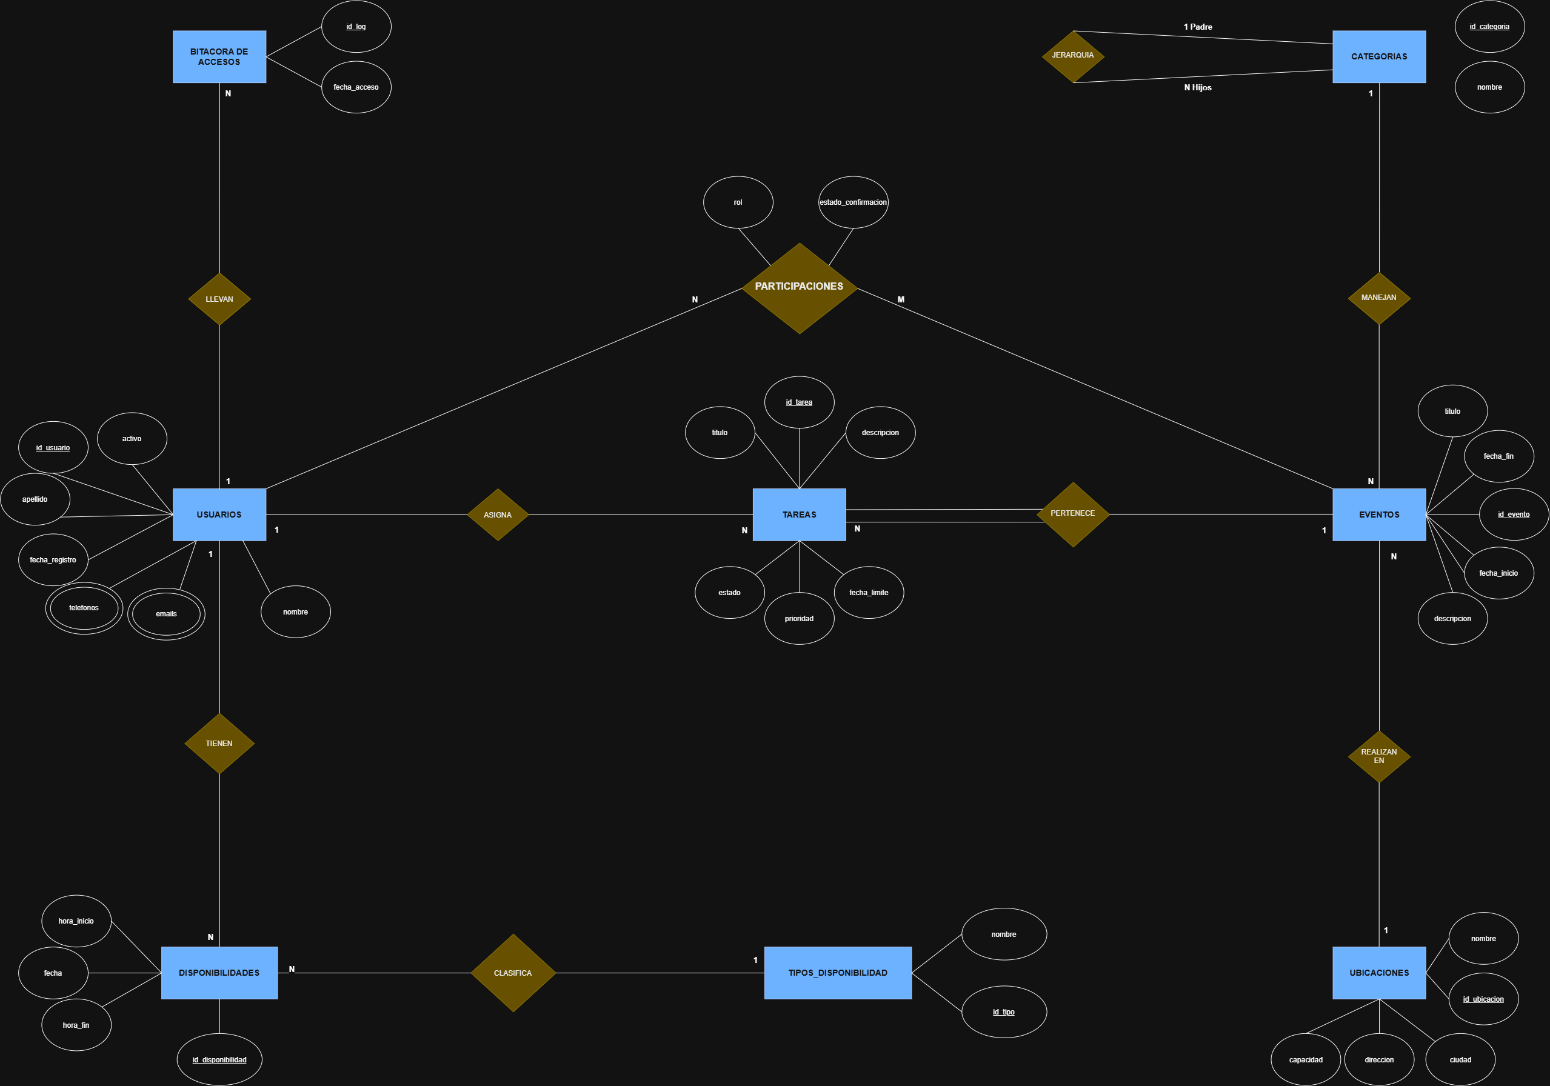 id_log
BITACORA DE
ACCESOS
fecha_acceso
N
1 Padre
JERARQUIA
N Hijos
CATEGORIAS
id_categoria
nombre
1
rol
estado_confirmacion
PARTICIPACIONES
N
M
LLEVAN
MANEJAN
id_tarea
titulo
descripcion
activo
id_usuario
apellido
fecha_registro
telefonos
emails
nombre
1
USUARIOS
1
1
ASIGNA
N
TAREAS
N
PERTENECE
1
N
EVENTOS
N
titulo
fecha_fin
id_evento
fecha_inicio
descripcion
estado
prioridad
fecha_limite
TIENEN
REALIZAN
EN
N
1
hora_inicio
fecha
hora_fin
DISPONIBILIDADES
N
id_disponibilidad
CLASIFICA
1
TIPOS_DISPONIBILIDAD
nombre
id_tipo
UBICACIONES
nombre
id_ubicacion
capacidad
direccion
ciudad